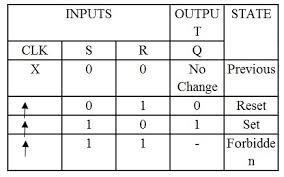 INPUTS OUTPU
T STATE
CLK S R Q
X 0 0 No
Change Previous
↑ 0 1 0 Reset
↑ 1 0 1 Set
↑ 1 1 - Forbidde
n